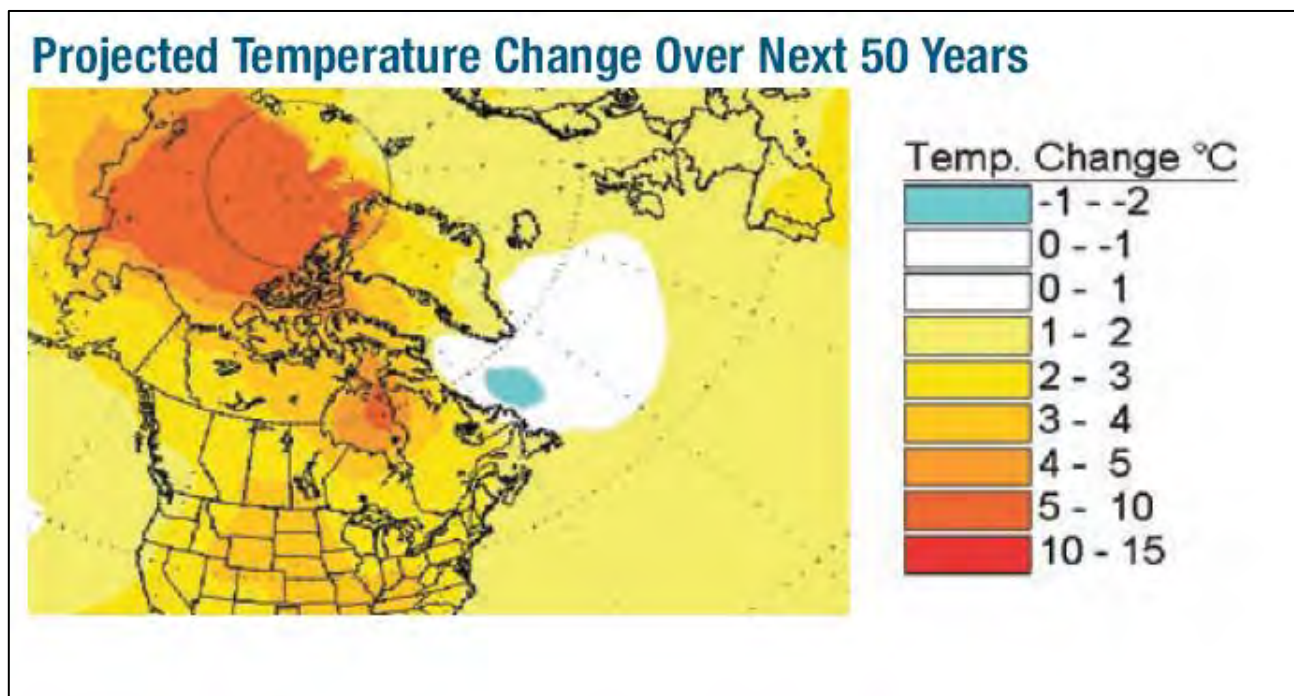 Projected Temperature Change Over Next 50 Years
Temp. Change °C
-1 - -2
0 - -1
0 - 1
1 - 2
2 - 3
3 - 4
4 - 5
5 - 10
10 - 15